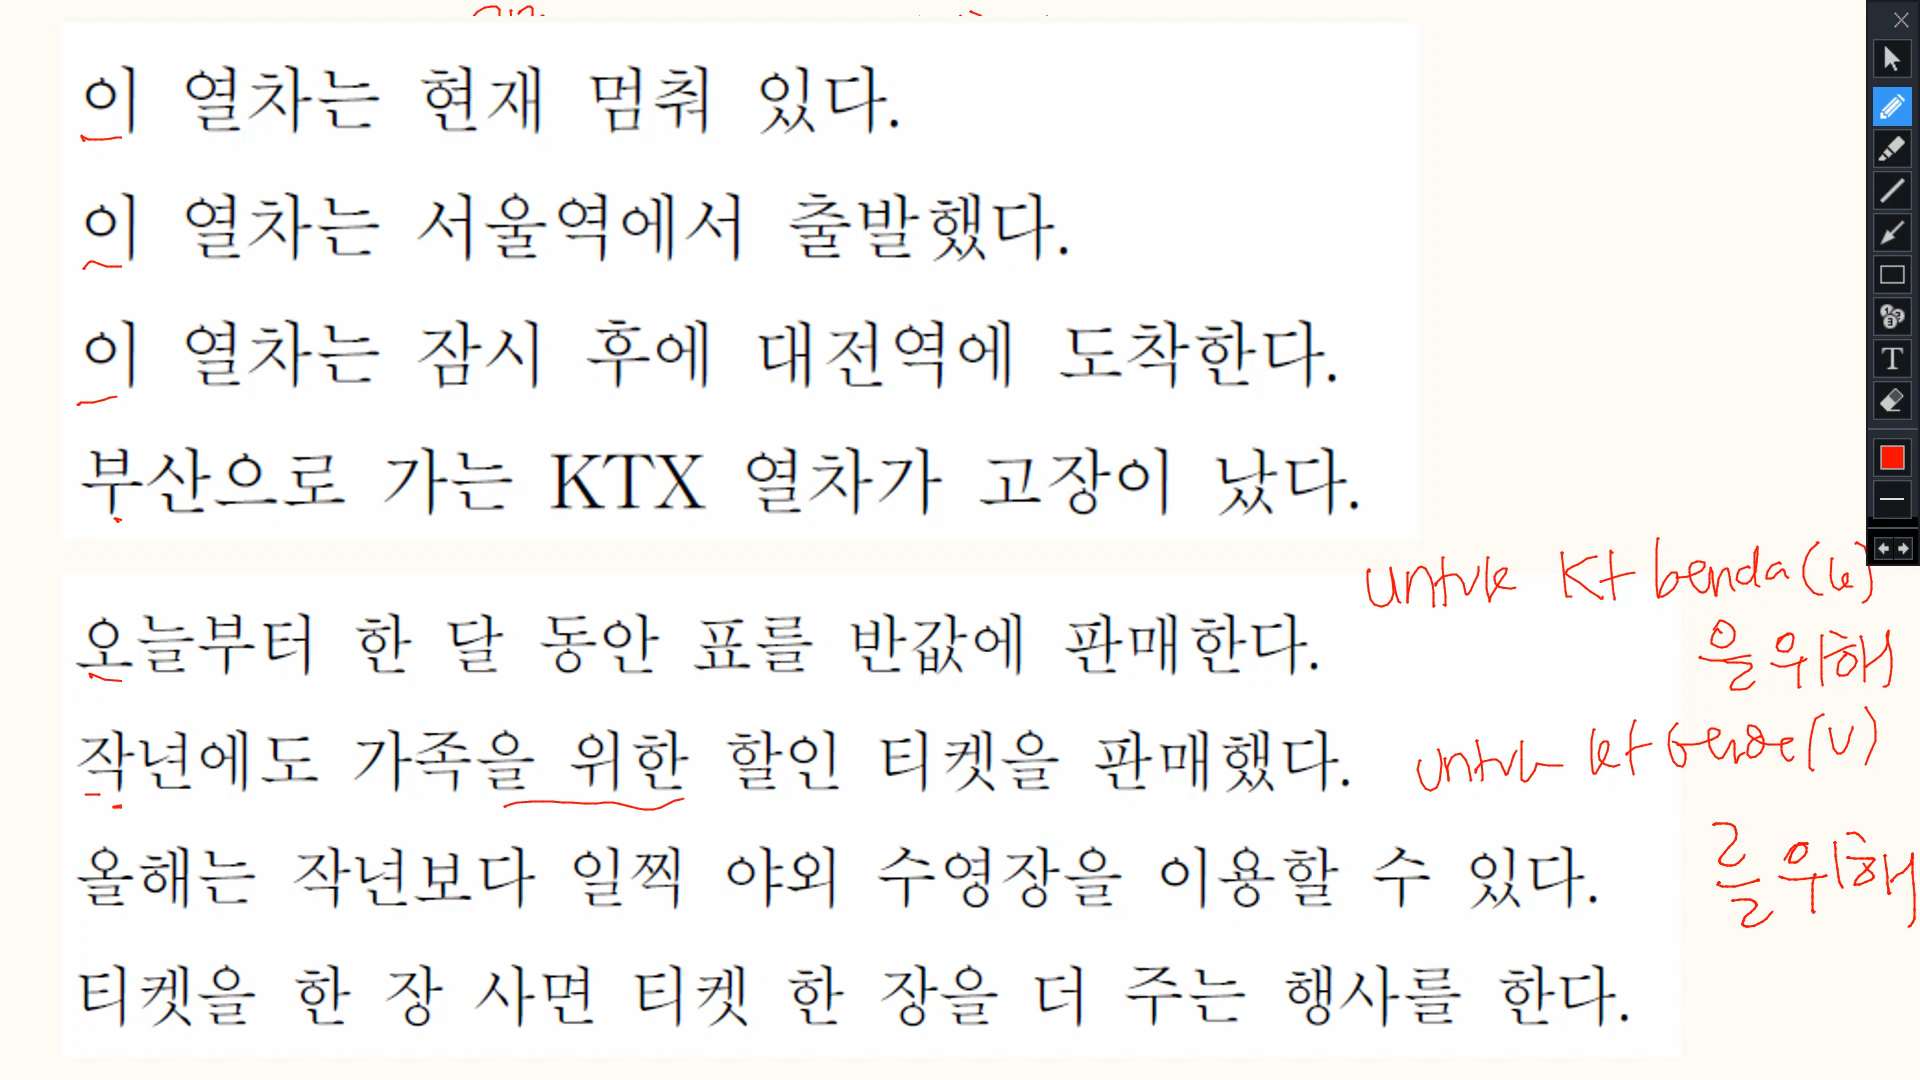 이 열차는 현재 멈춰 있다.
이 열차는 서울역에서 출발했다.
이 열차는 잠시 후에 대전역에 도착한다.
부산으로 가는 KTX 열차가 고장이 났다.
오늘부터 한 달 동안 표를 반값에 판매한다.
작년에도 가족을 위한 할인 티켓을 판매했다.
올해는 작년보다 일찍 야외 수영장을 이용할 수 있다.
티켓을 한 장 사면 티켓 한 장을 더 주는 행사를 한다.
untuk Kt benda
을 위해
untuk kt benda (V)
를 위해
T